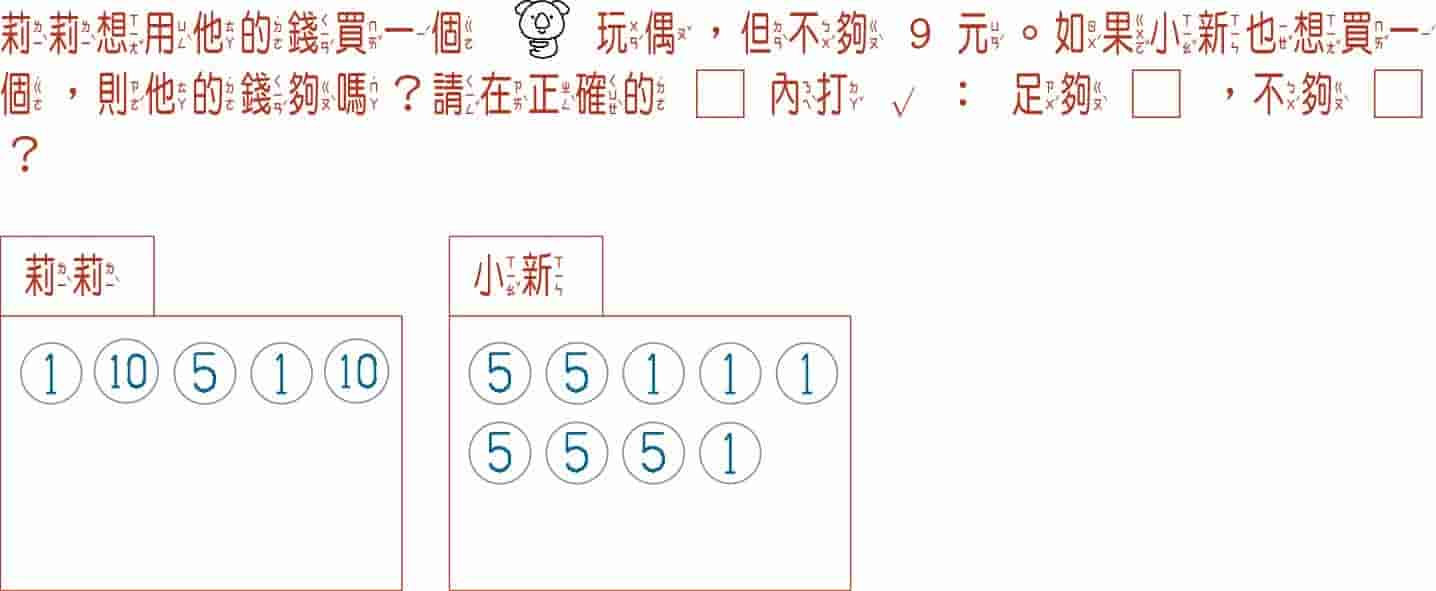 莉莉想用他的錢買一個 玩偶，但不夠 9 元。如果小新也想買一
個，則他的錢夠嗎？請在正確的 □ 內打 √ ： 足夠 □ ，不夠 □
？
莉莉 小新
1 10 5 1 10 5 5 1 1 1
5 5 5 1